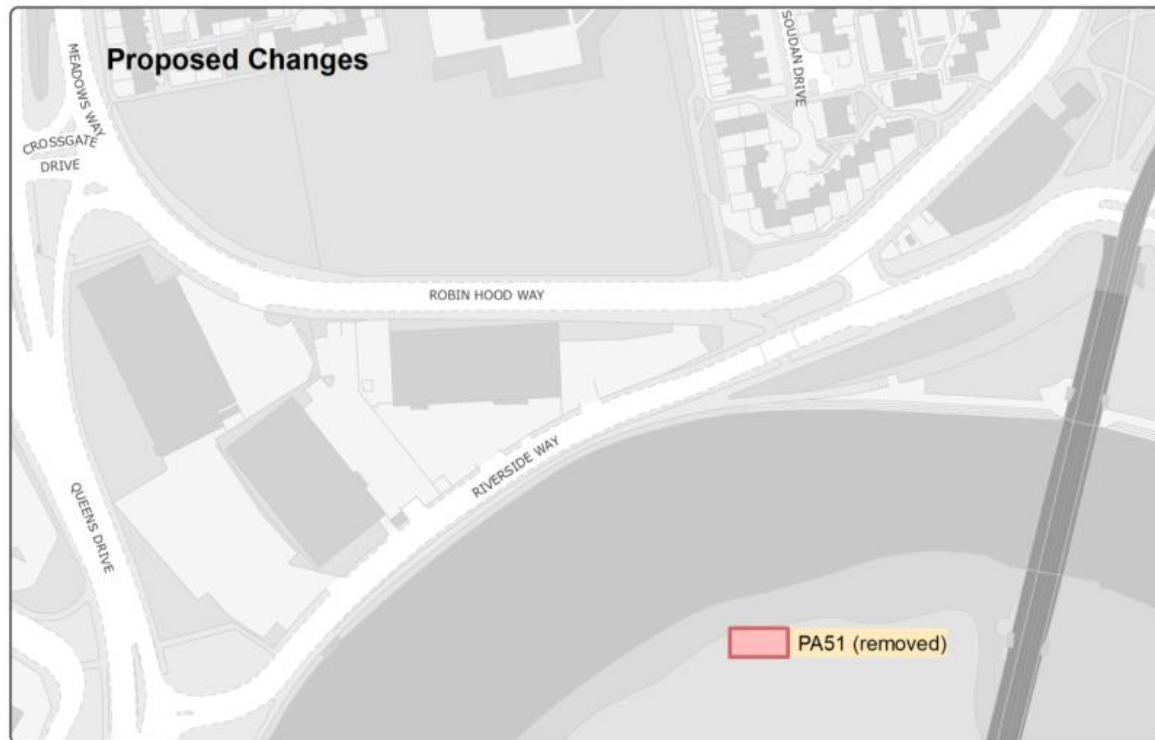 Proposed Changes
MEADOWS WAY
CROSSGATE
DRIVE
SOUDAN DRIVE
ROBIN HOOD WAY
RIVERSIDE WAY
QUEENS DRIVE
PA51 (removed)